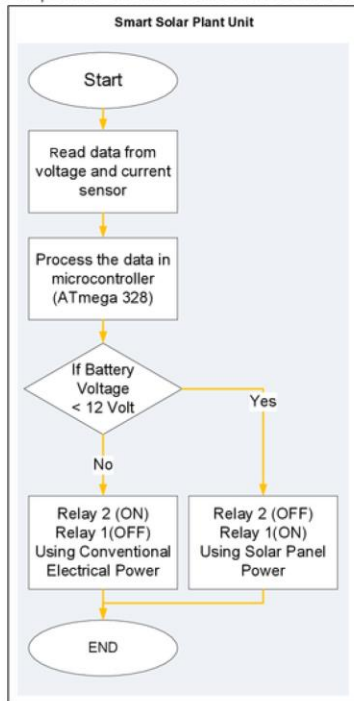 Smart Solar Plant Unit
Start
Read data from
voltage and current
sensor
Process the data in
microcontroller
(ATmega 328)
If Battery
Voltage
< 12 Volt
Yes
No
Relay 2 (ON)
Relay 1(OFF)
Using Conventional
Electrical Power
Relay 2 (OFF)
Relay 1(ON)
Using Solar Panel
Power
END